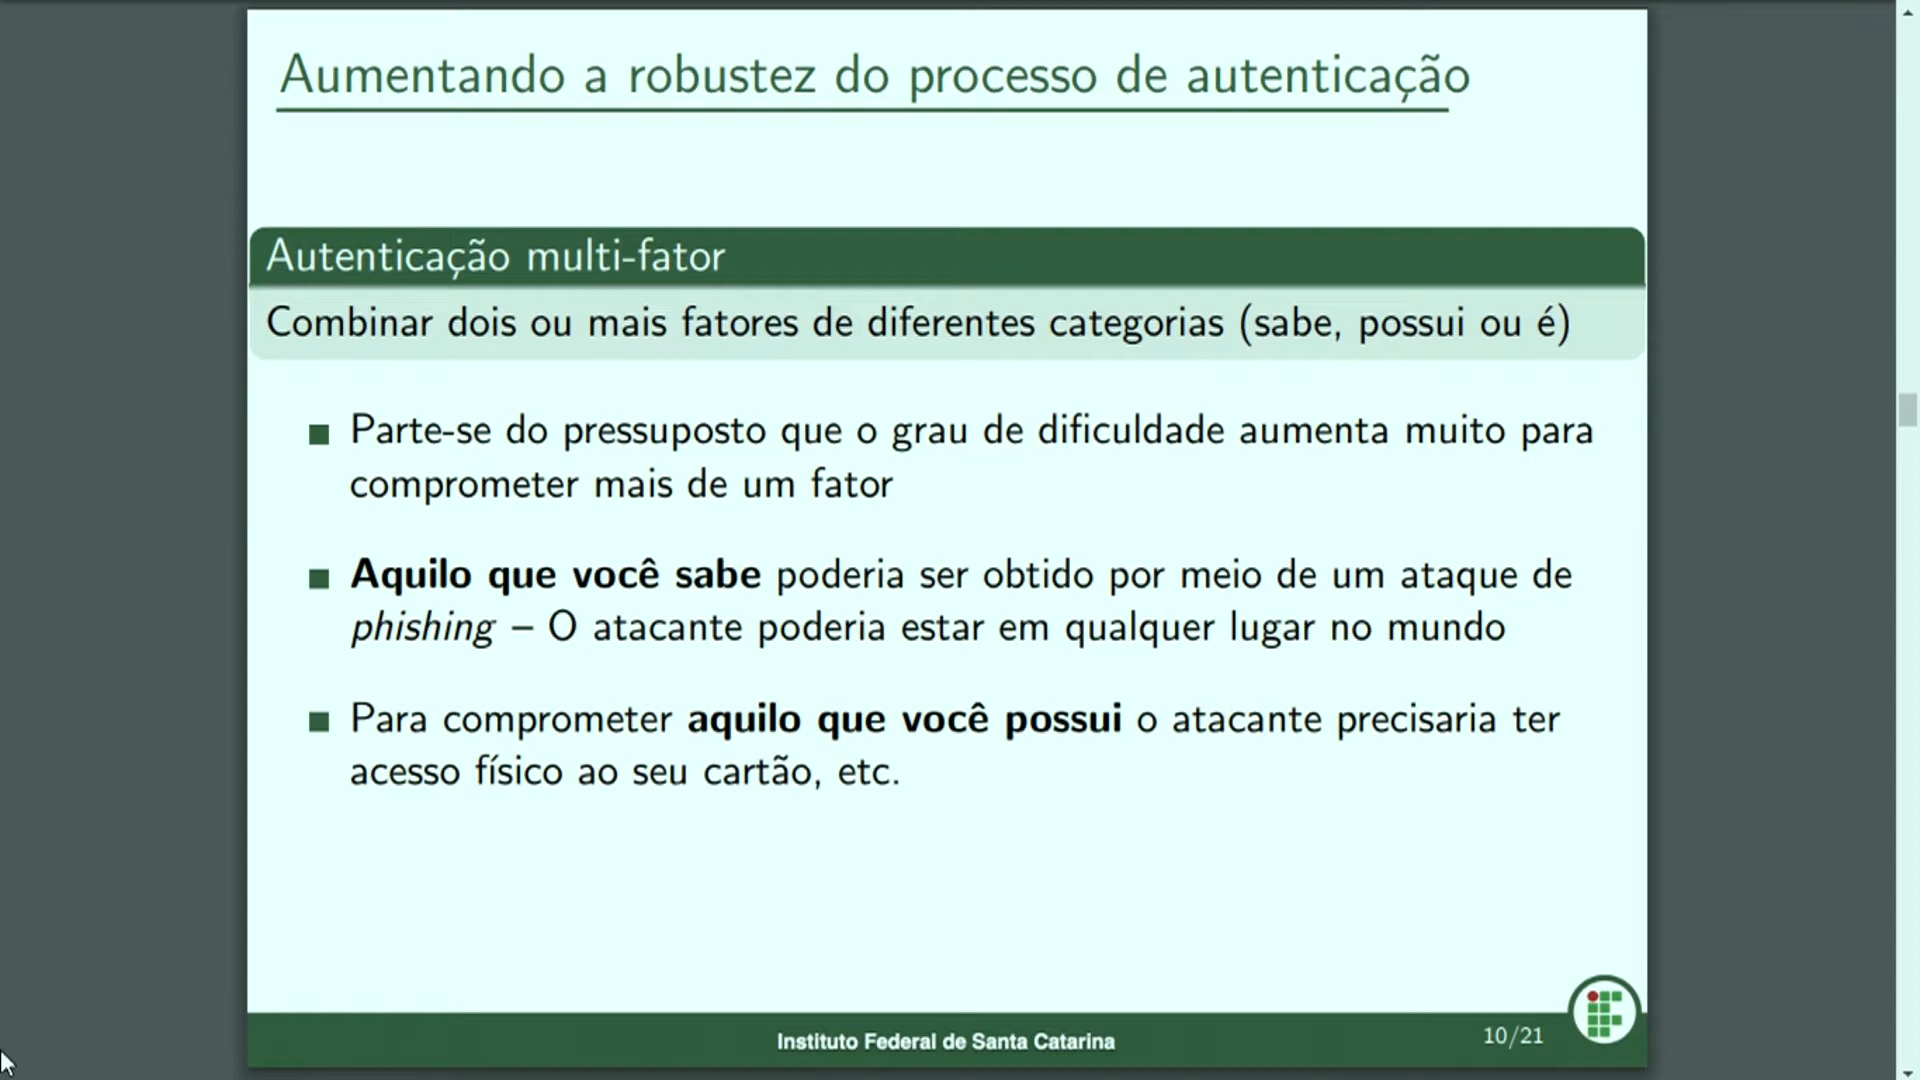 Aumentando a robustez do processo de autenticação
Autenticação multi-fator
Combinar dois ou mais fatores de diferentes categorias (sabe, possui ou é)
Parte-se do pressuposto que o grau de dificuldade aumenta muito para
comprometer mais de um fator
Aquilo que você sabe poderia ser obtido por meio de um ataque de
phishing – O atacante poderia estar em qualquer lugar no mundo
Para comprometer aquilo que você possui o atacante precisaria ter
acesso físico ao seu cartão, etc.
Instituto Federal de Santa Catarina
10/21